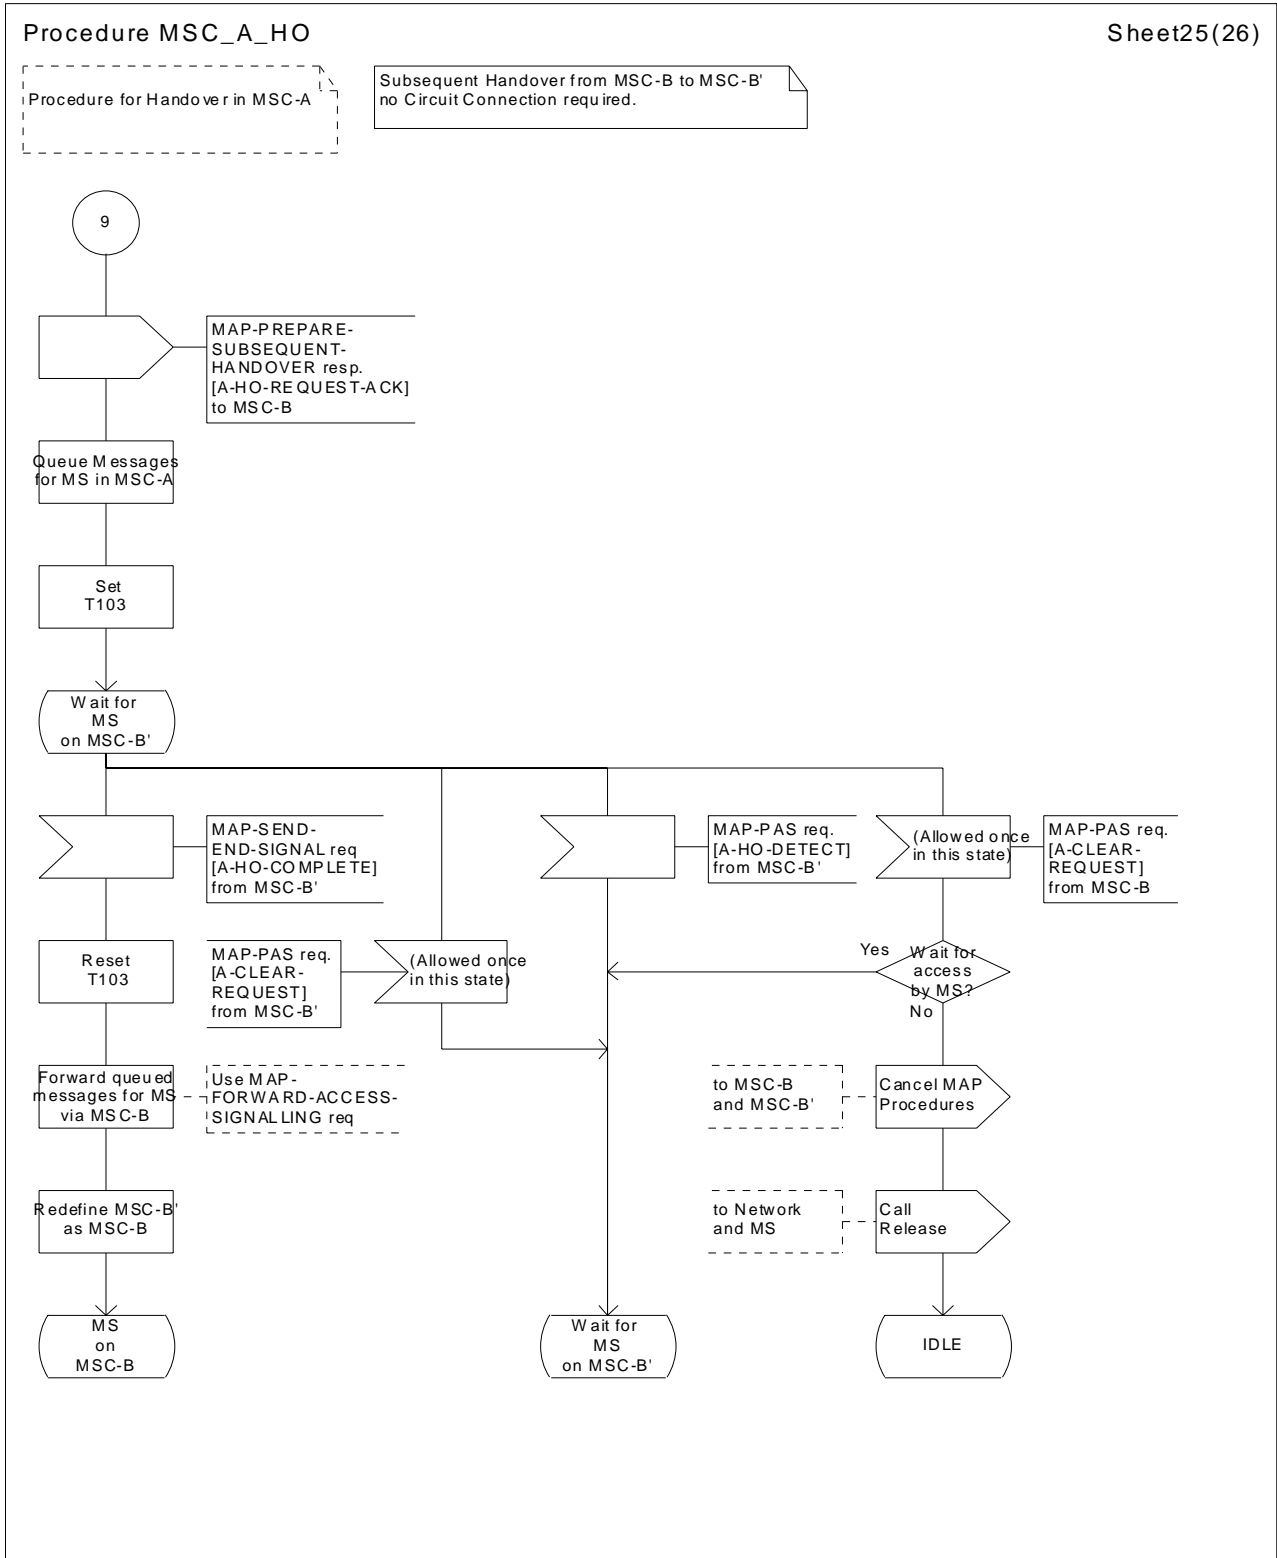 Procedure MSC_A_HO
Sheet25(26)
Procedure for Handover in MSC-A
Subsequent Handover from MSC-B to MSC-B'
no Circuit Connection required.
9
MAP-PREPARE-
SUBSEQUENT-
HANDOVER resp.
[A-HO-REQUEST-ACK]
to MSC-B
Queue Messages
for MS in MSC-A
Set
T103
Wait for
MS
on MSC-B'
MAP-SEND-
END-SIGNAL req
[A-HO-COMPLETE]
from MSC-B'
MAP-PAS req.
[A-HO-DETECT]
from MSC-B'
(Allowed once
in this state)
MAP-PAS req.
[A-CLEAR-
REQUEST]
from MSC-B
Reset
T103
MAP-PAS req.
[A-CLEAR-
REQUEST]
from MSC-B'
(Allowed once
in this state)
Yes
Wait for
access
by MS?
No
Forward queued
messages for MS
via MSC-B
Use MAP-
FORWARD-ACCESS-
SIGNALLING req
to MSC-B
and MSC-B'
Cancel MAP
Procedures
Redefine MSC-B'
as MSC-B
to Network
and MS
Call
Release
MS
on
MSC-B
Wait for
MS
on MSC-B'
IDLE